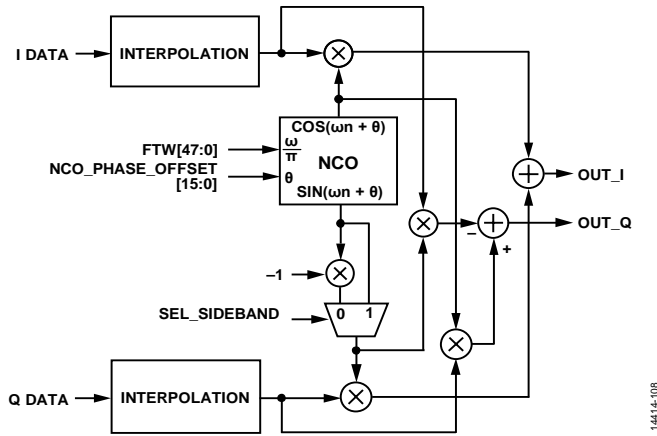 I DATA
INTERPOLATION
COS(ωn + θ)
FTW[47:0]
ω
π
NCO
NCO_PHASE_OFFSET
[15:0]
θ
SIN(ωn + θ)
OUT_I
OUT_Q
–
+
–1
0 1
SEL_SIDEBAND
Q DATA
INTERPOLATION
14414-108